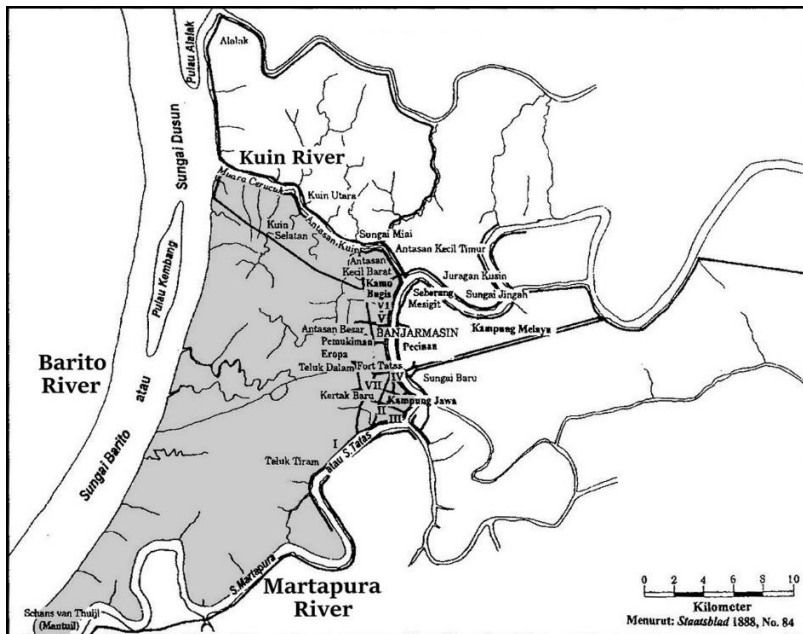 Pulau Alalak
Alalak
Sungai Dusun
Kuin River
Muara Cerucuk
Kuin Utara
Kuin
Selatan
Antasan Kuin
Sungai Miai
Antasan Kecil Timur
Antasan
Kecil Barat
Juragan Kusin
Pulau Kembang
Seberang
Mesigit
Sungai Jingah
VI
V
Antasan Besar
BANJARMASIN
Kampung Melayu
Pemukiman
Eropa
Pecinan
Barito
River
atau
Teluk Dalam
Fort Tatas
IV
Sungai Baru
VII
Kertak Baru
Kampung Jawa
II
III
I
Sungai Barito
Teluk Tiram
atau S.Tatas
S.Martapura
Martapura
River
Schans van Thuijl
(Mantuil)
0 2 4 6 8 10
Kilometer
Menurut: Staatsblad 1888, No. 84